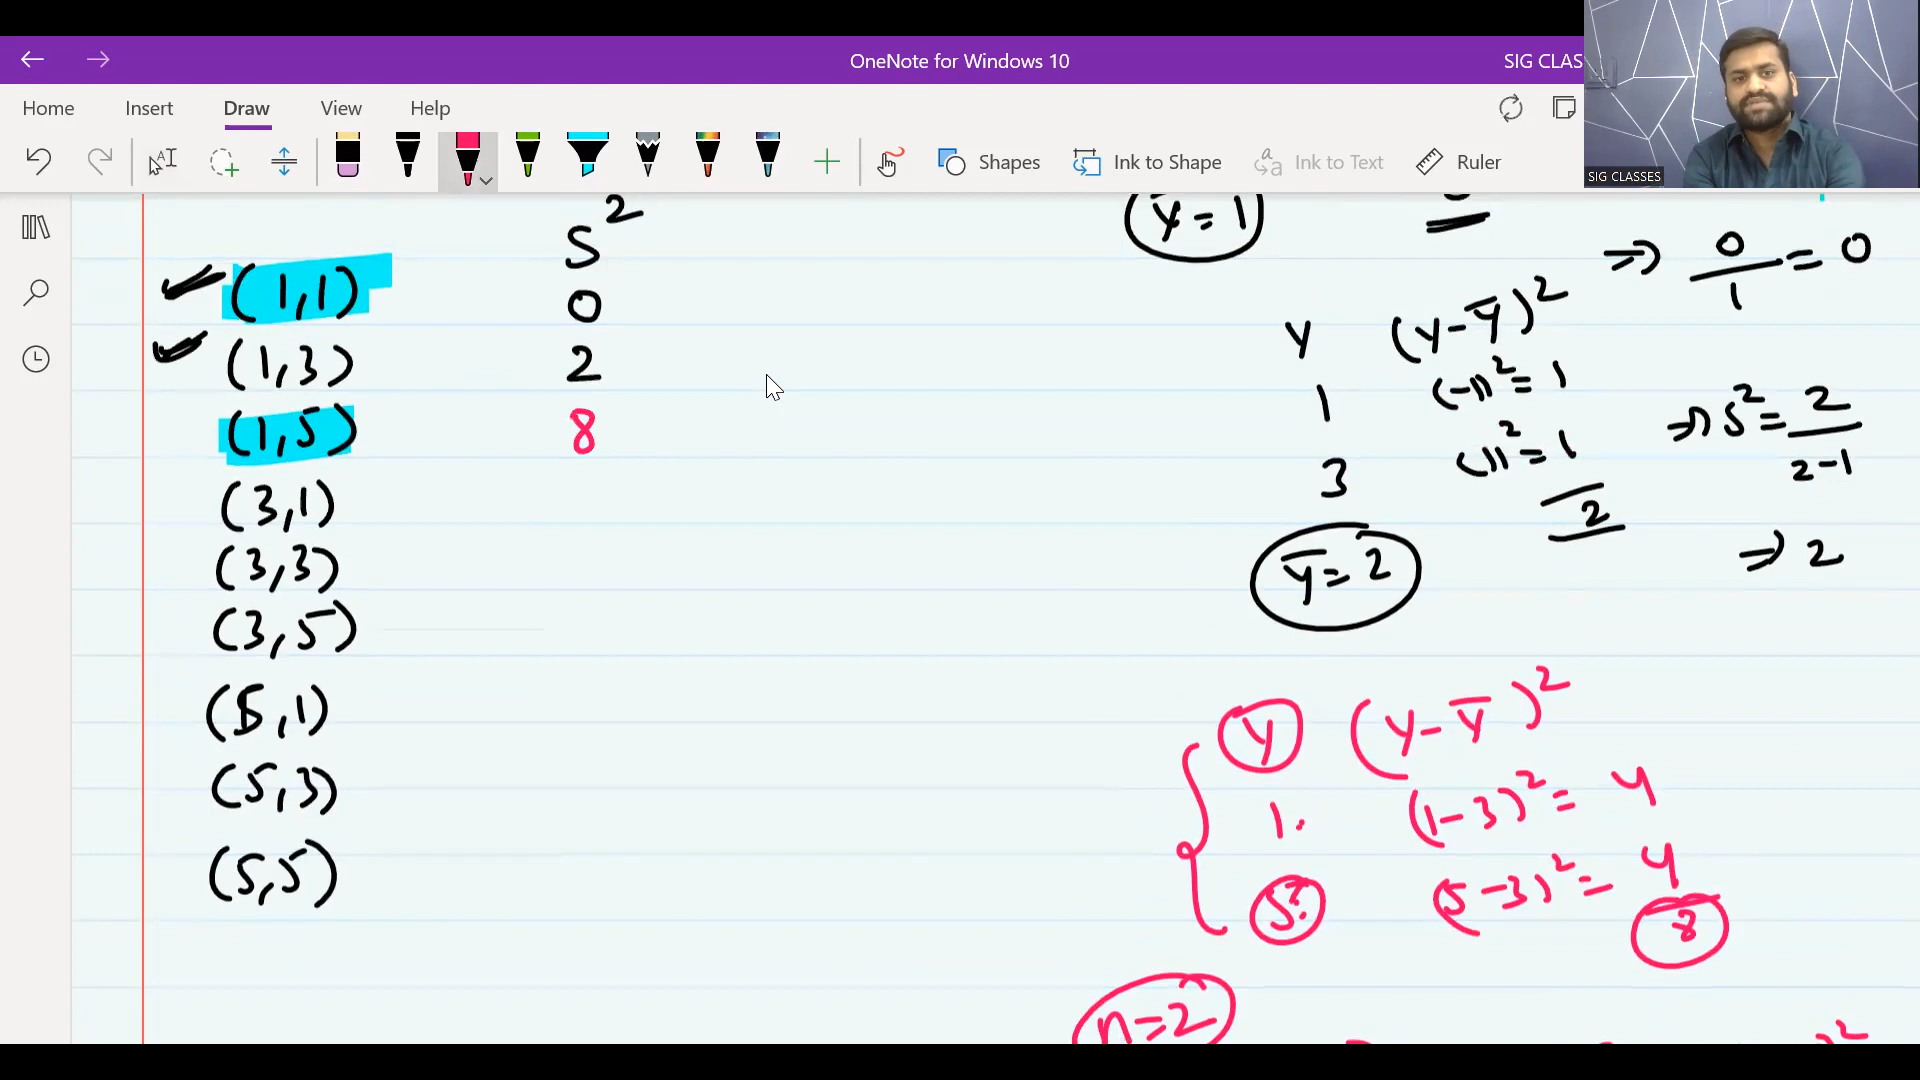 OneNote for Windows 10
SIG CLAS
Home Insert Draw View Help
Shapes Ink to Shape Ink to Text Ruler
SIG CLASSES
S²
(1,1) 0
(1,3) 2
(1,5) 8
(3,1)
(3,3)
(3,5)
(5,1)
(5,3)
(5,5)
y̅ = 1
⇒ 0/1 = 0
y (y-y̅)²
1 (-1)² = 1
3 (1)² = 1
2
y̅ = 2
⇒ S² = 2/2-1
⇒ 2
y (y-y̅)²
1. (1-3)² = 4
5. (5-3)² = 4
8
n=2